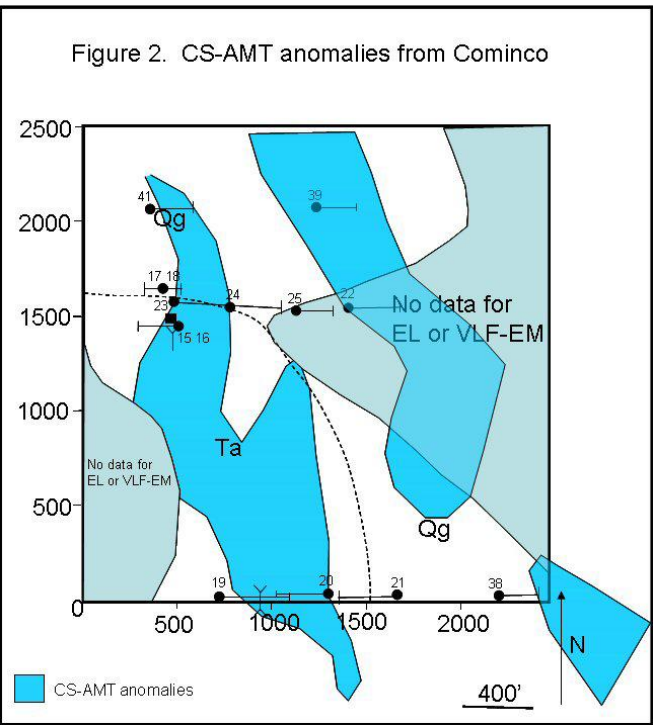 Figure 2. CS-AMT anomalies from Cominco
2500
2000
1500
1000
500
0
500
1000
1500
2000
41
Qg
39
17 18
23
24
25
22
15 16
No data for
EL or VLF-EM
Ta
No data for
EL or VLF-EM
Qg
19
Y
20
21
38
N
CS-AMT anomalies
400'